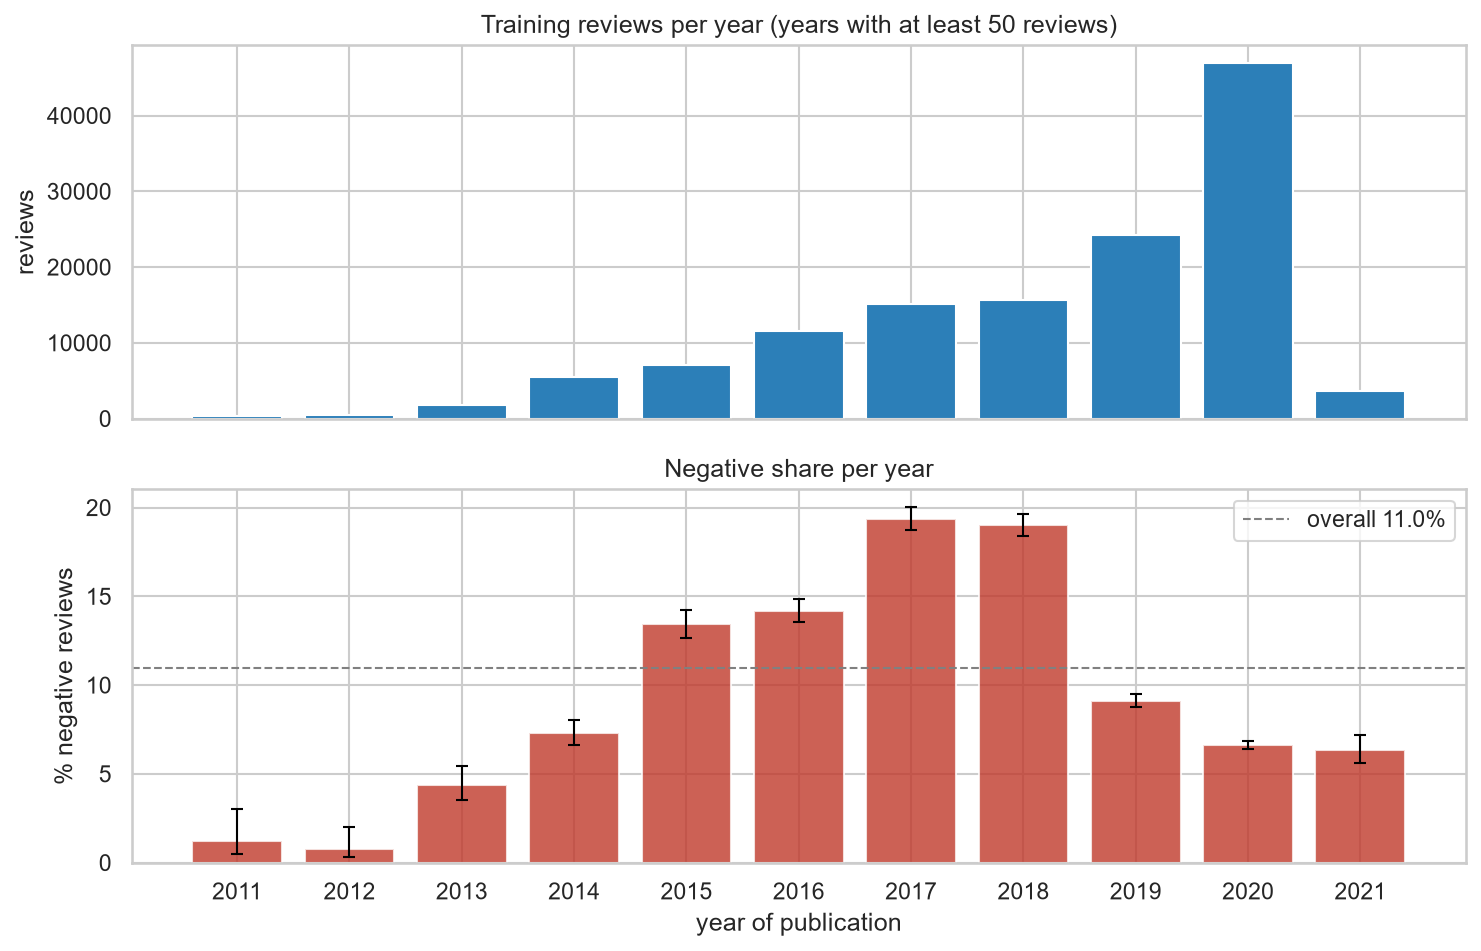 Training reviews per year (years with at least 50 reviews)
40000
30000
20000
10000
0
reviews
Negative share per year
20
15
10
5
0
% negative reviews
overall 11.0%
2011 2012 2013 2014 2015 2016 2017 2018 2019 2020 2021
year of publication